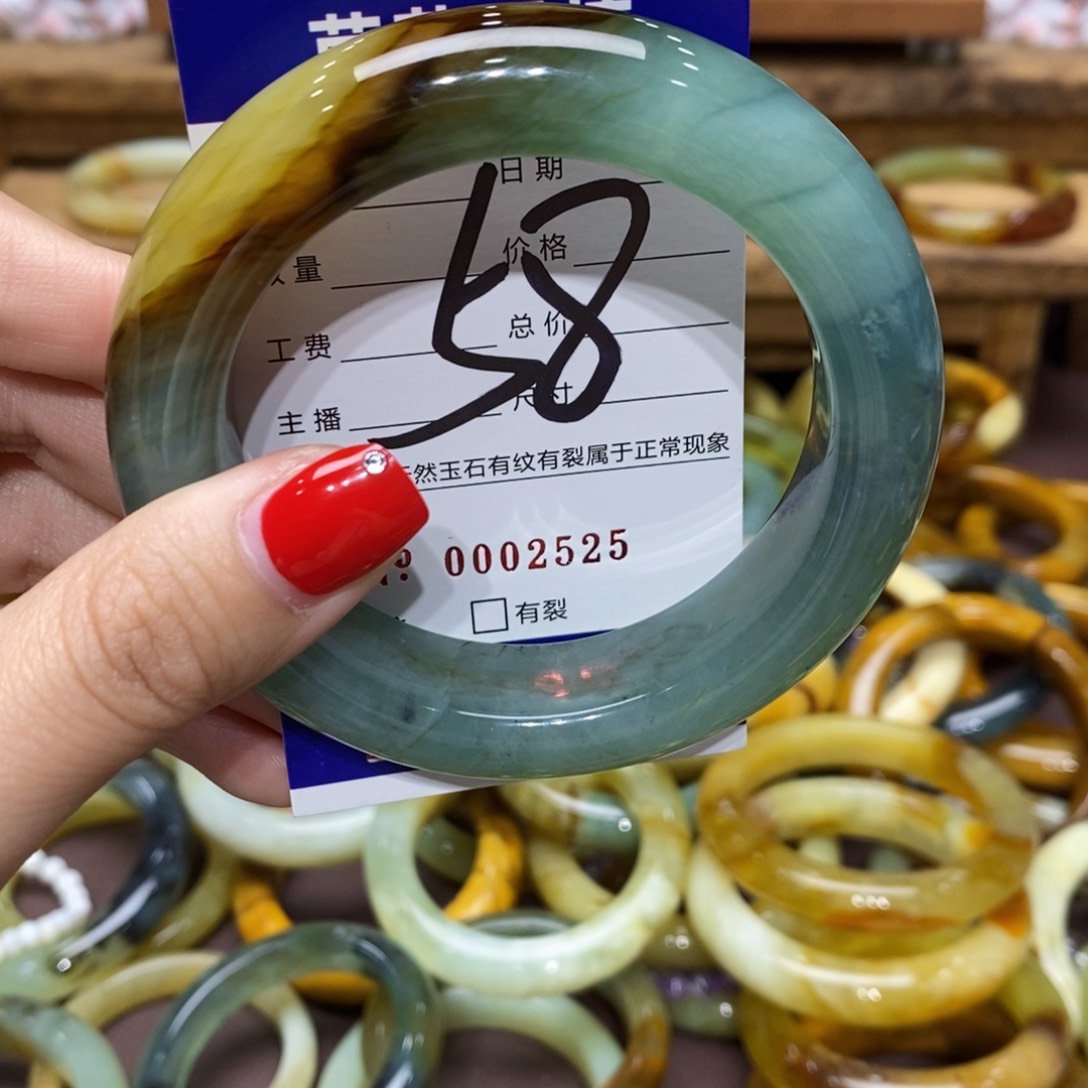 日期
量 价格
58
工费 总价
主播 尺寸
然玉石有纹有裂属于正常现象
0002525
□有裂